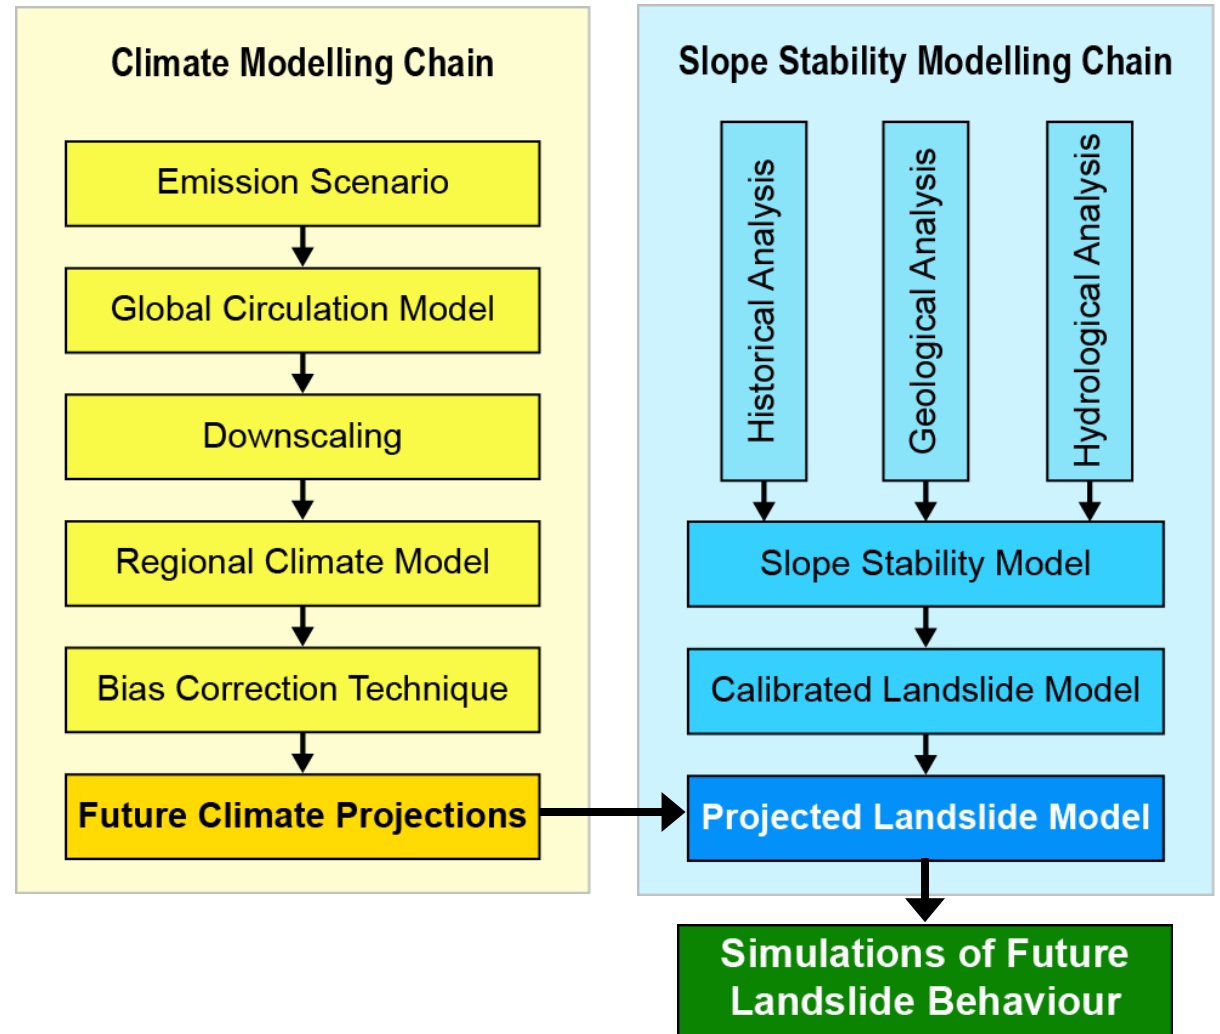 Climate Modelling Chain
Emission Scenario
Global Circulation Model
Downscaling
Regional Climate Model
Bias Correction Technique
Future Climate Projections
Slope Stability Modelling Chain
Historical Analysis
Geological Analysis
Hydrological Analysis
Slope Stability Model
Calibrated Landslide Model
Projected Landslide Model
Simulations of Future
Landslide Behaviour